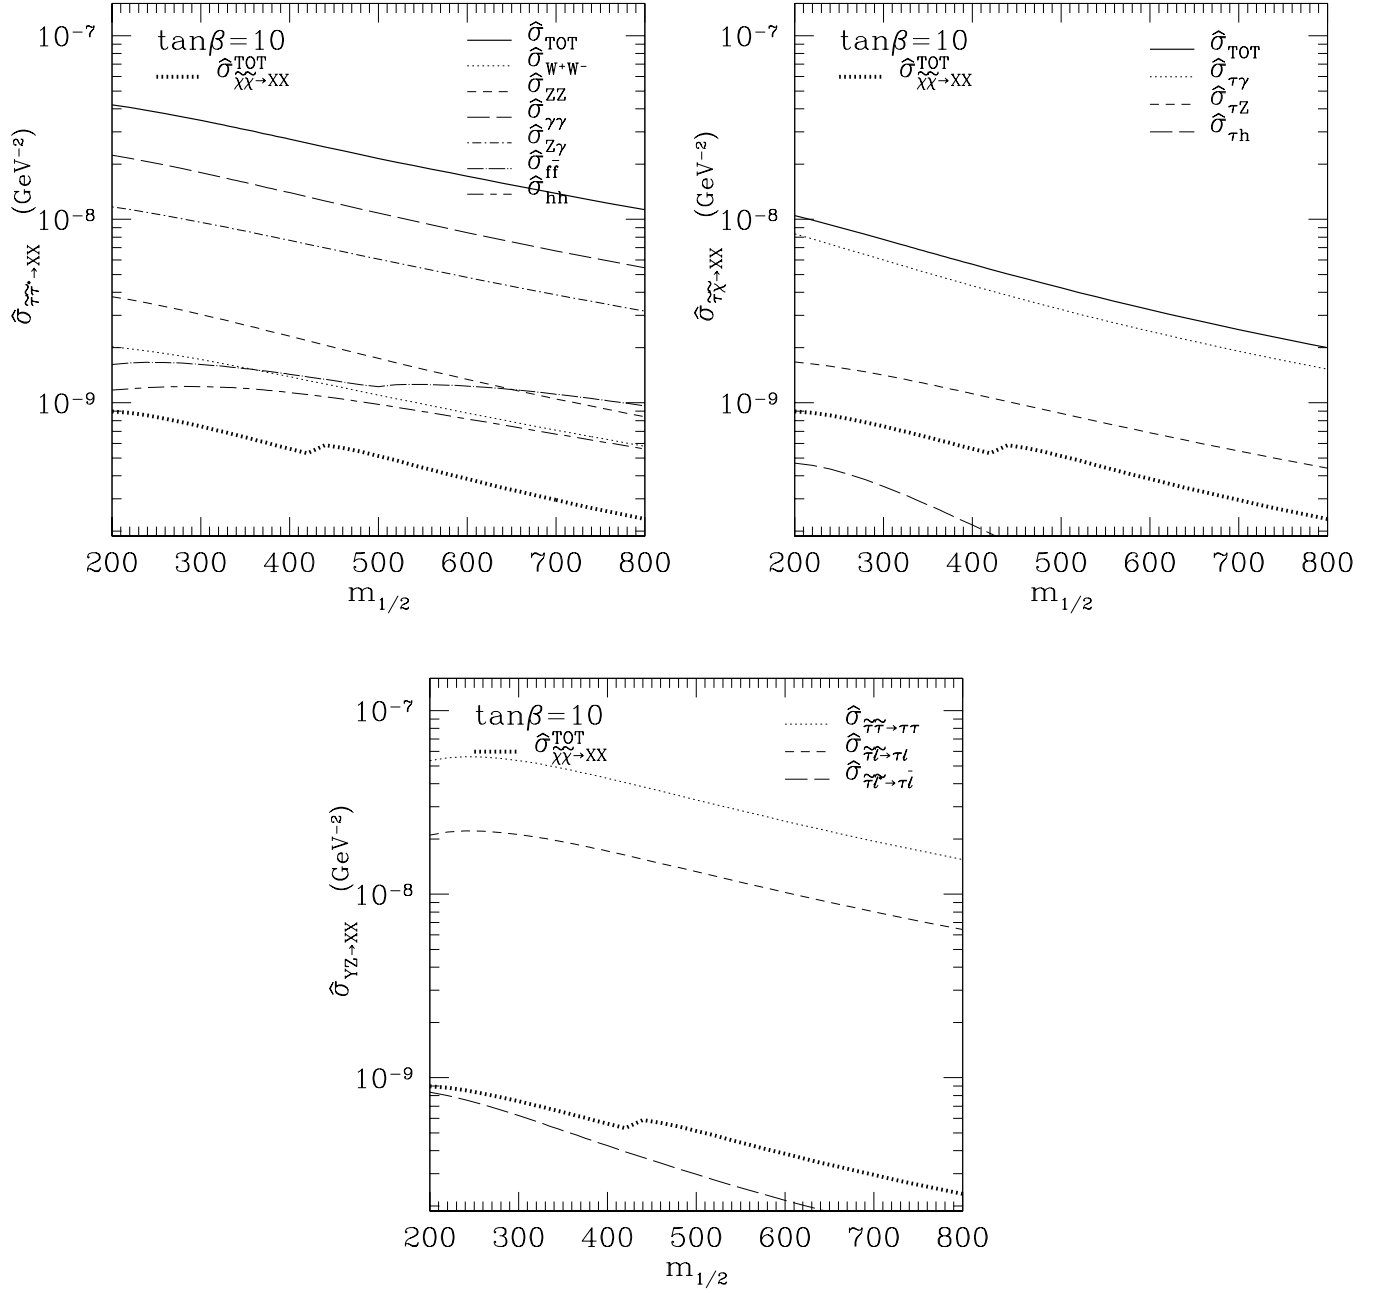 10⁻⁷
10⁻⁸
10⁻⁹
σ̂_τ̃τ̃*→XX (GeV⁻²)
tanβ=10
σ̂^TOT_χ̃χ̃→XX
σ̂_TOT
σ̂_W⁺W⁻
σ̂_ZZ
σ̂_γγ
σ̂_Zγ
σ̂_ff̄
σ̂_hh
200 300 400 500 600 700 800
m_1/2
10⁻⁷
10⁻⁸
10⁻⁹
σ̂_τ̃χ̃→XX (GeV⁻²)
tanβ=10
σ̂^TOT_χ̃χ̃→XX
σ̂_TOT
σ̂_τγ
σ̂_τZ
σ̂_τh
200 300 400 500 600 700 800
m_1/2
10⁻⁷
10⁻⁸
10⁻⁹
σ̂_YZ→XX (GeV⁻²)
tanβ=10
σ̂^TOT_χ̃χ̃→XX
σ̂_τ̃τ̃→ττ
σ̂_τ̃ℓ̃→τℓ
σ̂_τ̃ℓ̃*→τℓ̄
200 300 400 500 600 700 800
m_1/2